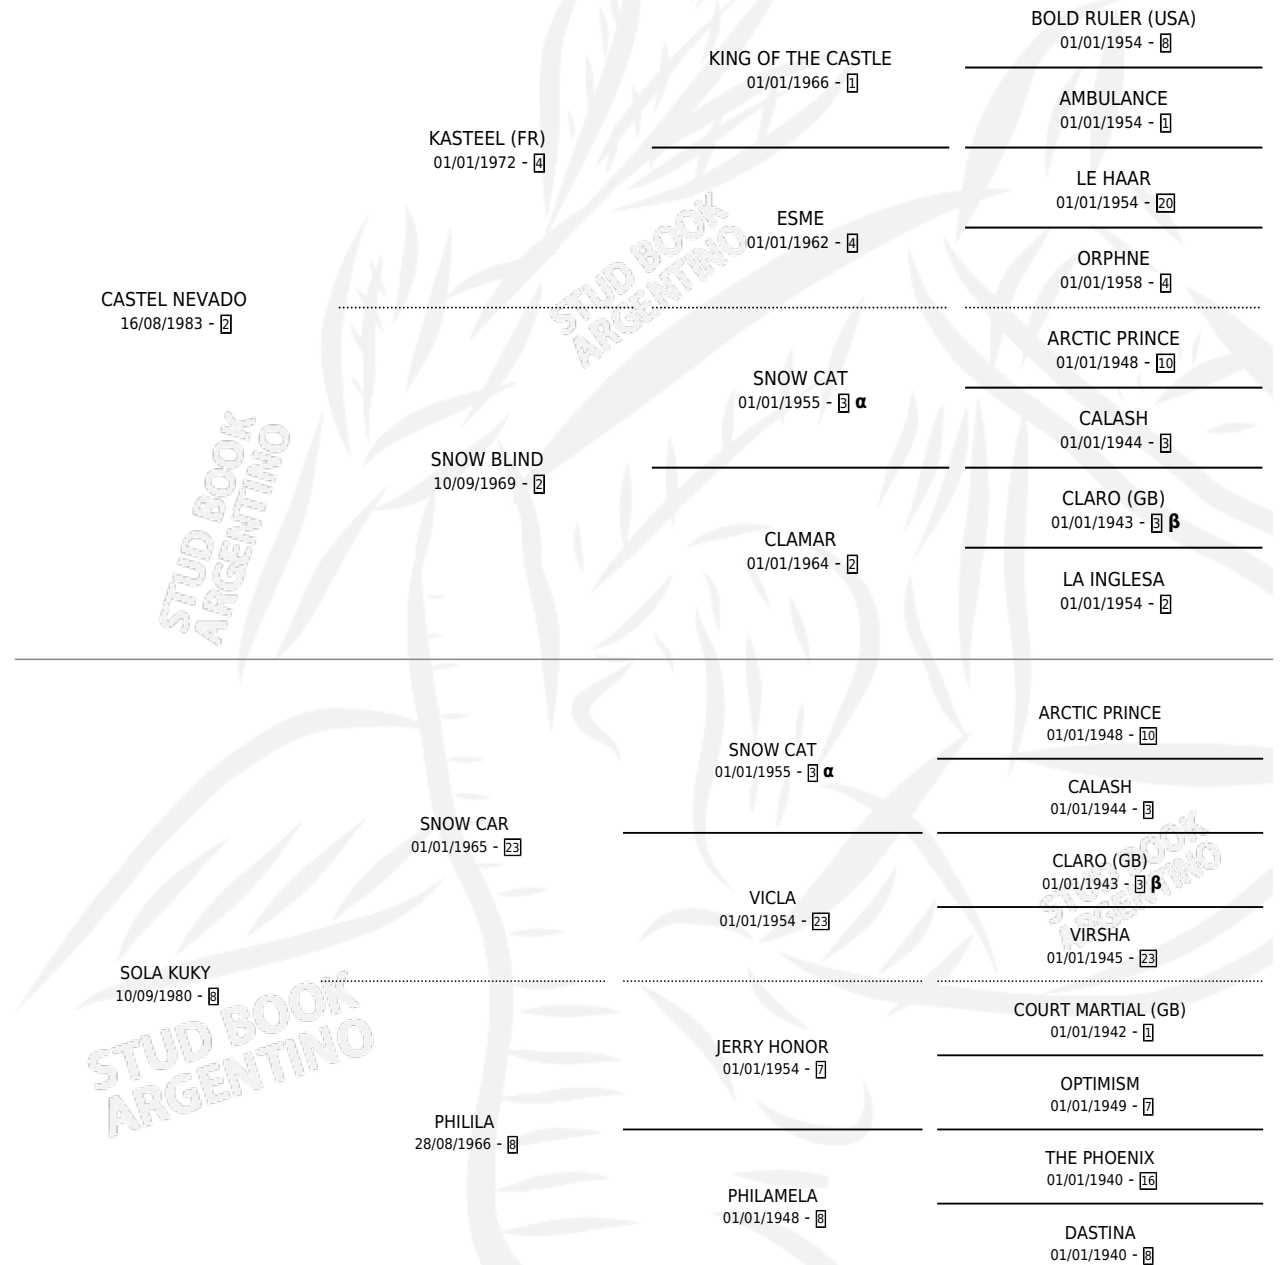 CASTEL NEVADO
16/08/1983 - 2
KASTEEL (FR)
01/01/1972 - 4
SNOW BLIND
10/09/1969 - 2
KING OF THE CASTLE
01/01/1966 - 1
ESME
01/01/1962 - 4
SNOW CAT
01/01/1955 - 3 α
CLAMAR
01/01/1964 - 2
BOLD RULER (USA)
01/01/1954 - 8
AMBULANCE
01/01/1954 - 1
LE HAAR
01/01/1954 - 20
ORPHNE
01/01/1958 - 4
ARCTIC PRINCE
01/01/1948 - 10
CALASH
01/01/1944 - 3
CLARO (GB)
01/01/1943 - 3 β
LA INGLESA
01/01/1954 - 2
SOLA KUKY
10/09/1980 - 8
SNOW CAR
01/01/1965 - 23
PHILILA
28/08/1966 - 8
SNOW CAT
01/01/1955 - 3 α
VICLA
01/01/1954 - 23
JERRY HONOR
01/01/1954 - 7
PHILAMELA
01/01/1948 - 8
ARCTIC PRINCE
01/01/1948 - 10
CALASH
01/01/1944 - 3
CLARO (GB)
01/01/1943 - 3 β
VIRSHA
01/01/1945 - 23
COURT MARTIAL (GB)
01/01/1942 - 1
OPTIMISM
01/01/1949 - 7
THE PHOENIX
01/01/1940 - 16
DASTINA
01/01/1940 - 8
STUD BOOK
ARGENTINO
STUD BOOK
ARGENTINO
STUD BOOK
ARGENTINO
STUD BOOK
ARGENTINO